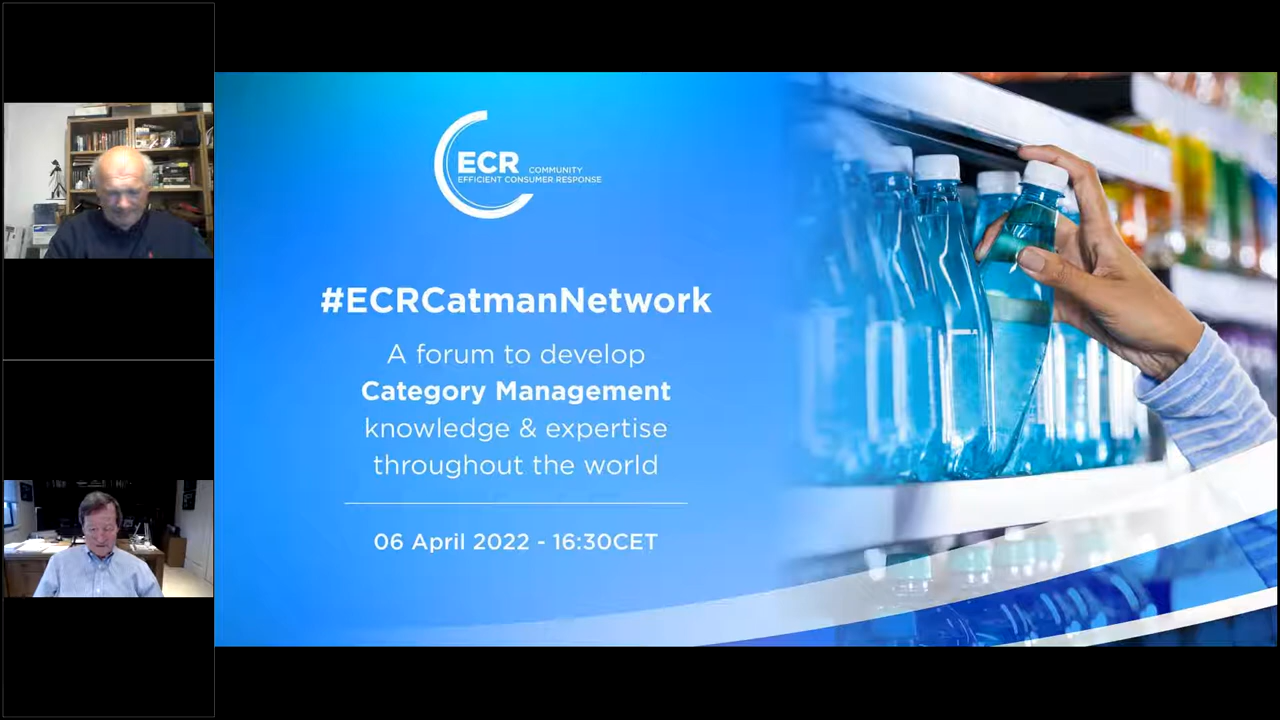 ECR COMMUNITY
EFFICIENT CONSUMER RESPONSE
#ECRCatmanNetwork
A forum to develop
Category Management
knowledge & expertise
throughout the world
06 April 2022 - 16:30CET